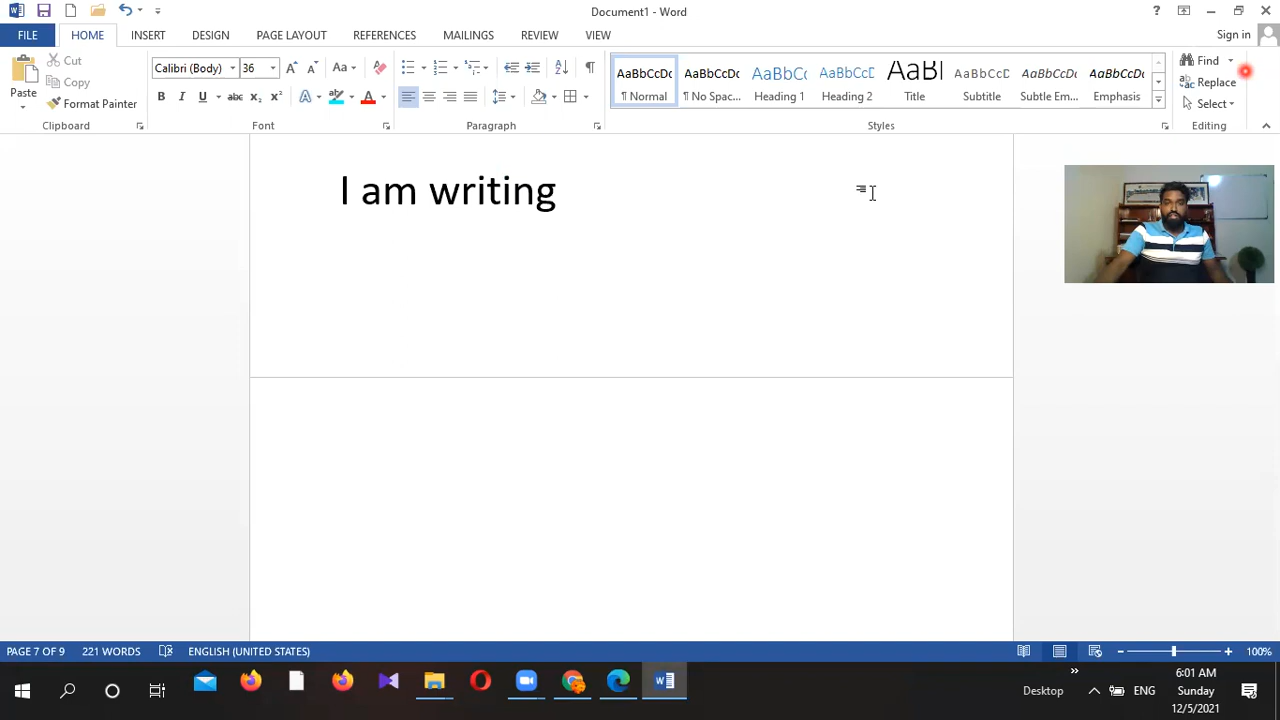 Document1 - Word
Sign in
FILE HOME INSERT DESIGN PAGE LAYOUT REFERENCES MAILINGS REVIEW VIEW
Cut
Copy
Format Painter
Paste
Clipboard
Calibri (Body) 36
Font
Paragraph
AaBbCcDc AaBbCcDc AaBbCc AaBbCcD AaBl AaBbCcD AaBbCcDc AaBbCcDc
¶ Normal ¶ No Spac... Heading 1 Heading 2 Title Subtitle Subtle Em... Emphasis
Styles
Find
Replace
Select
Editing
I am writing
PAGE 7 OF 9 221 WORDS ENGLISH (UNITED STATES) 100%
Desktop ENG
6:01 AM
Sunday
12/5/2021